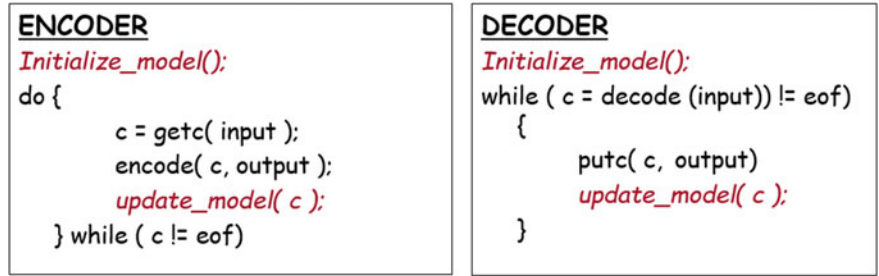 ENCODER
Initialize_model();
do {
c = getc( input );
encode( c, output );
update_model( c );
} while ( c != eof)
DECODER
Initialize_model();
while ( c = decode (input)) != eof)
{
putc( c, output)
update_model( c );
}